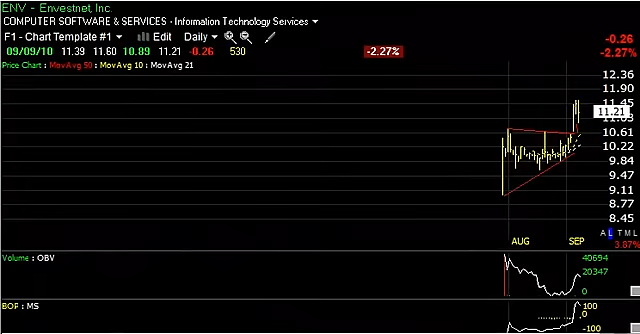 ENV - Envestnet, Inc.
COMPUTER SOFTWARE & SERVICES · Information Technology Services
F1 - Chart Template #1 Edit Daily
-0.26
09/09/10 11.39 11.60 10.89 11.21 -0.26 530 -2.27%
-2.27%
Price Chart : MovAvg 50 : MovAvg 10 : MovAvg 21
12.36
11.90
11.45
11.21
11.03
10.61
10.22
9.84
9.47
9.11
8.77
8.45
A L T M L
AUG SEP
3.87%
Volume : OBV
40694
20347
0
BOP : MS
100
0
-100